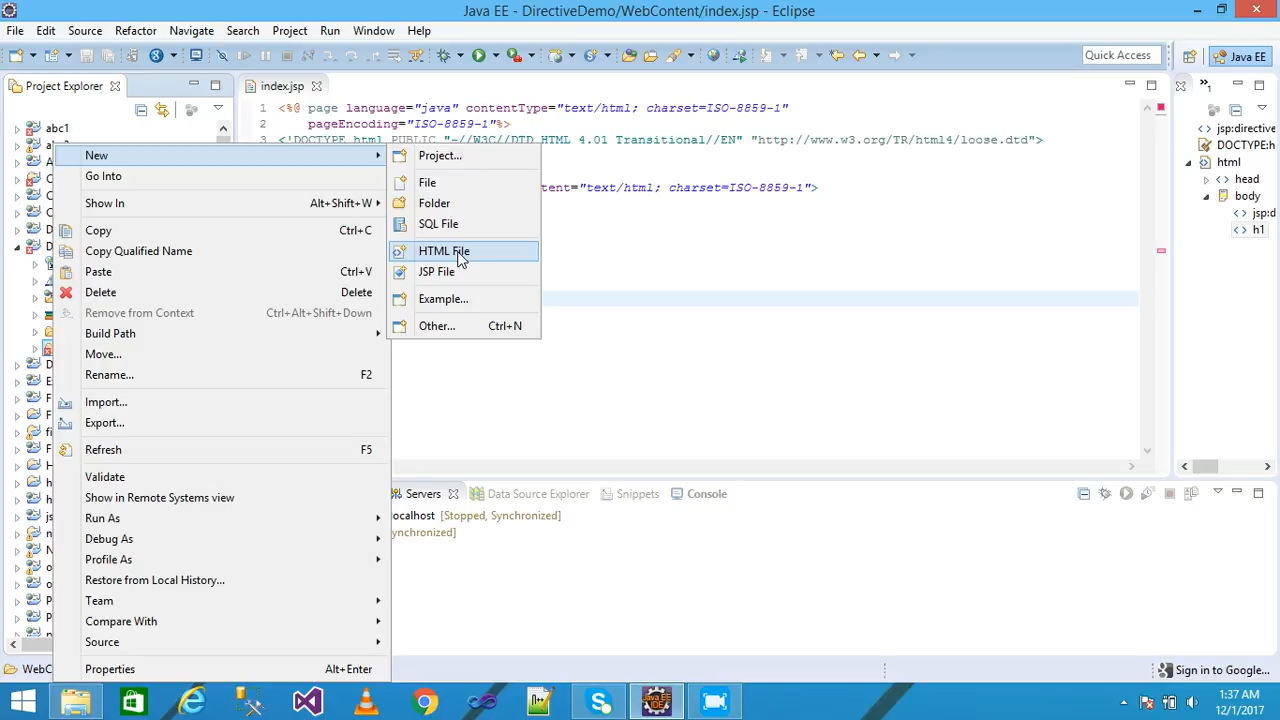 Java EE - DirectiveDemo/WebContent/index.jsp - Eclipse
File Edit Source Refactor Navigate Search Project Run Window Help
Quick Access
Java EE
Project Explorer
index.jsp
abc1
1 <%@ page language="java" contentType="text/html; charset=ISO-8859-1"
2 pageEncoding="ISO-8859-1"%>
3 <!DOCTYPE html PUBLIC "-//W3C//DTD HTML 4.01 Transitional//EN" "http://www.w3.org/TR/html4/loose.dtd">
tent="text/html; charset=ISO-8859-1">
jsp:directive
DOCTYPE:h
html
head
body
jsp:d
h1
New
Go Into
Show In Alt+Shift+W
Copy Ctrl+C
Copy Qualified Name
Paste Ctrl+V
Delete Delete
Remove from Context Ctrl+Alt+Shift+Down
Build Path
Move...
Rename... F2
Import...
Export...
Refresh F5
Validate
Show in Remote Systems view
Run As
Debug As
Profile As
Restore from Local History...
Team
Compare With
Source
Properties Alt+Enter
Project...
File
Folder
SQL File
HTML File
JSP File
Example...
Other... Ctrl+N
Servers Data Source Explorer Snippets Console
ocalhost [Stopped, Synchronized]
ynchronized]
WebC
Sign in to Google...
1:37 AM
12/1/2017